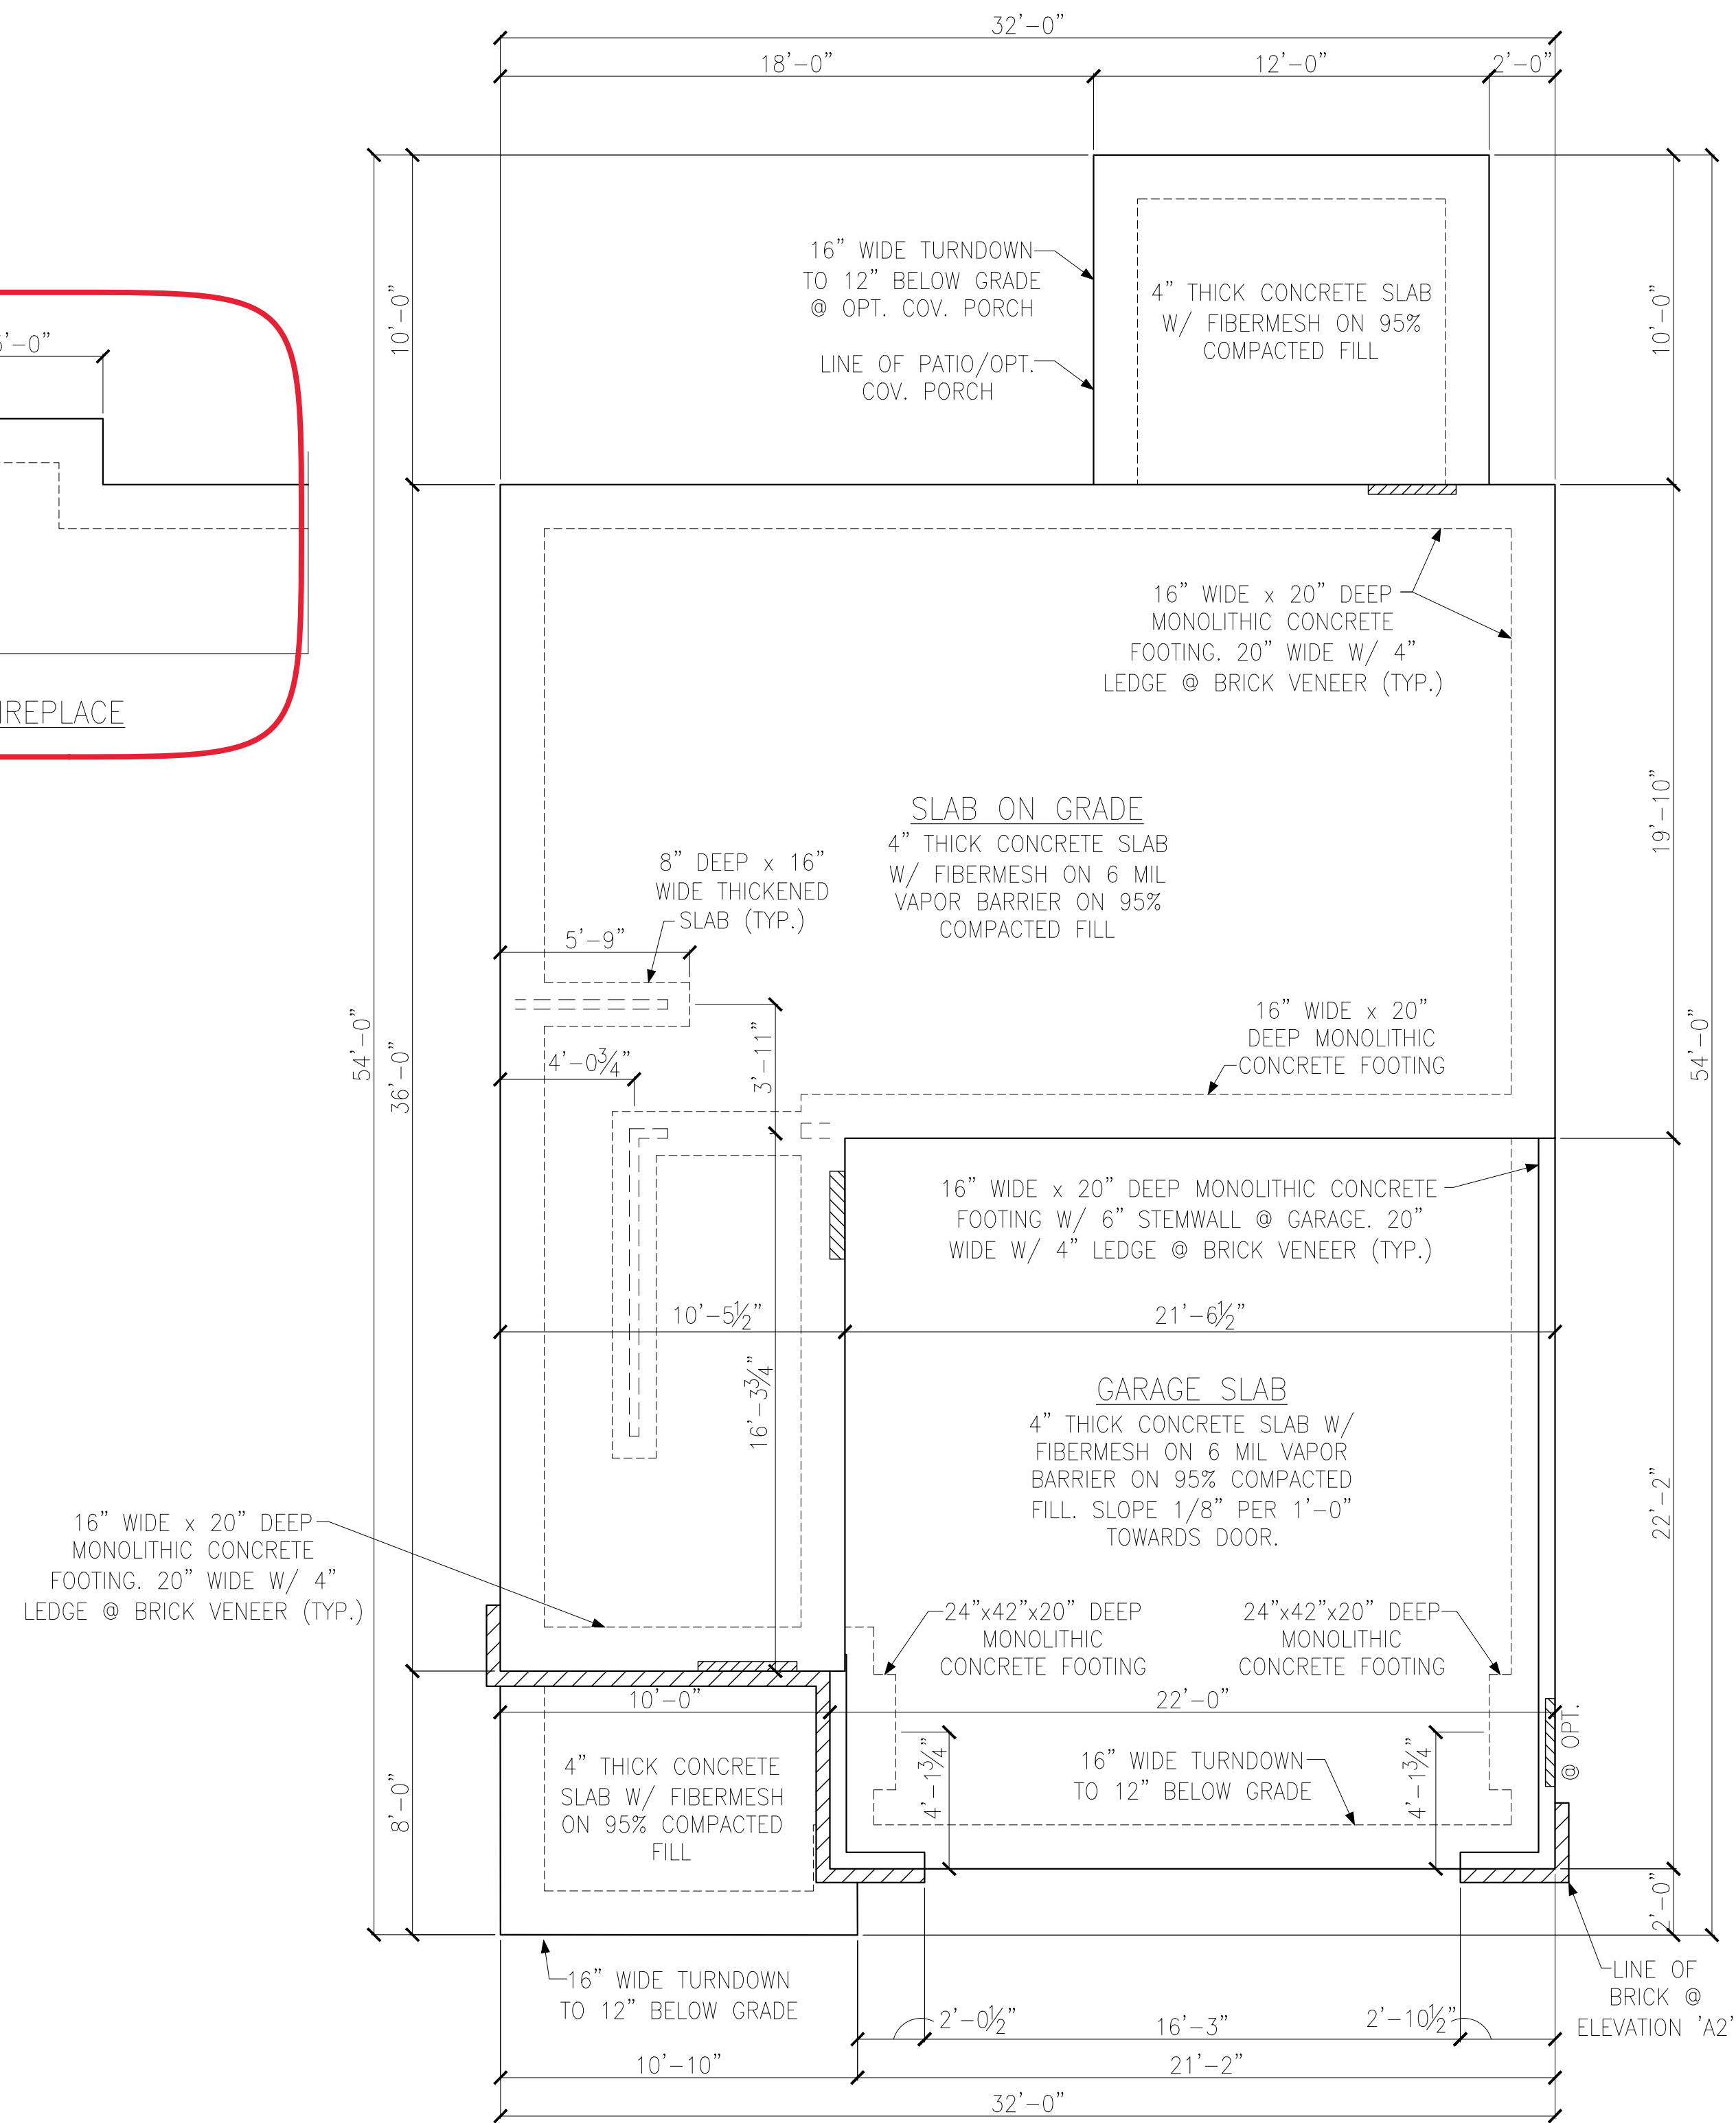 32'-0"
18'-0"
12'-0"
2'-0"
16" WIDE TURNDOWN
TO 12" BELOW GRADE
@ OPT. COV. PORCH
LINE OF PATIO/OPT.
COV. PORCH
4" THICK CONCRETE SLAB
W/ FIBERMESH ON 95%
COMPACTED FILL
10'-0"
10'-0"
'-0"
IREPLACE
16" WIDE x 20" DEEP
MONOLITHIC CONCRETE
FOOTING. 20" WIDE W/ 4"
LEDGE @ BRICK VENEER (TYP.)
SLAB ON GRADE
4" THICK CONCRETE SLAB
W/ FIBERMESH ON 6 MIL
VAPOR BARRIER ON 95%
COMPACTED FILL
19'-10"
8" DEEP x 16"
WIDE THICKENED
SLAB (TYP.)
5'-9"
16" WIDE x 20"
DEEP MONOLITHIC
CONCRETE FOOTING
54'-0"
36'-0"
4'-0¾"
3'-11"
54'-0"
16" WIDE x 20" DEEP MONOLITHIC CONCRETE
FOOTING W/ 6" STEMWALL @ GARAGE. 20"
WIDE W/ 4" LEDGE @ BRICK VENEER (TYP.)
10'-5½"
21'-6½"
16'-3¾"
GARAGE SLAB
4" THICK CONCRETE SLAB W/
FIBERMESH ON 6 MIL VAPOR
BARRIER ON 95% COMPACTED
FILL. SLOPE 1/8" PER 1'-0"
TOWARDS DOOR.
22'-2"
16" WIDE x 20" DEEP
MONOLITHIC CONCRETE
FOOTING. 20" WIDE W/ 4"
LEDGE @ BRICK VENEER (TYP.)
24"x42"x20" DEEP
MONOLITHIC
CONCRETE FOOTING
24"x42"x20" DEEP
MONOLITHIC
CONCRETE FOOTING
10'-0"
22'-0"
@ OPT.
4" THICK CONCRETE
SLAB W/ FIBERMESH
ON 95% COMPACTED
FILL
8'-0"
4'-1¾"
16" WIDE TURNDOWN
TO 12" BELOW GRADE
4'-1¾"
2'-0"
16" WIDE TURNDOWN
TO 12" BELOW GRADE
LINE OF
BRICK @
ELEVATION 'A2'
2'-0½"
16'-3"
2'-10½"
10'-10"
21'-2"
32'-0"